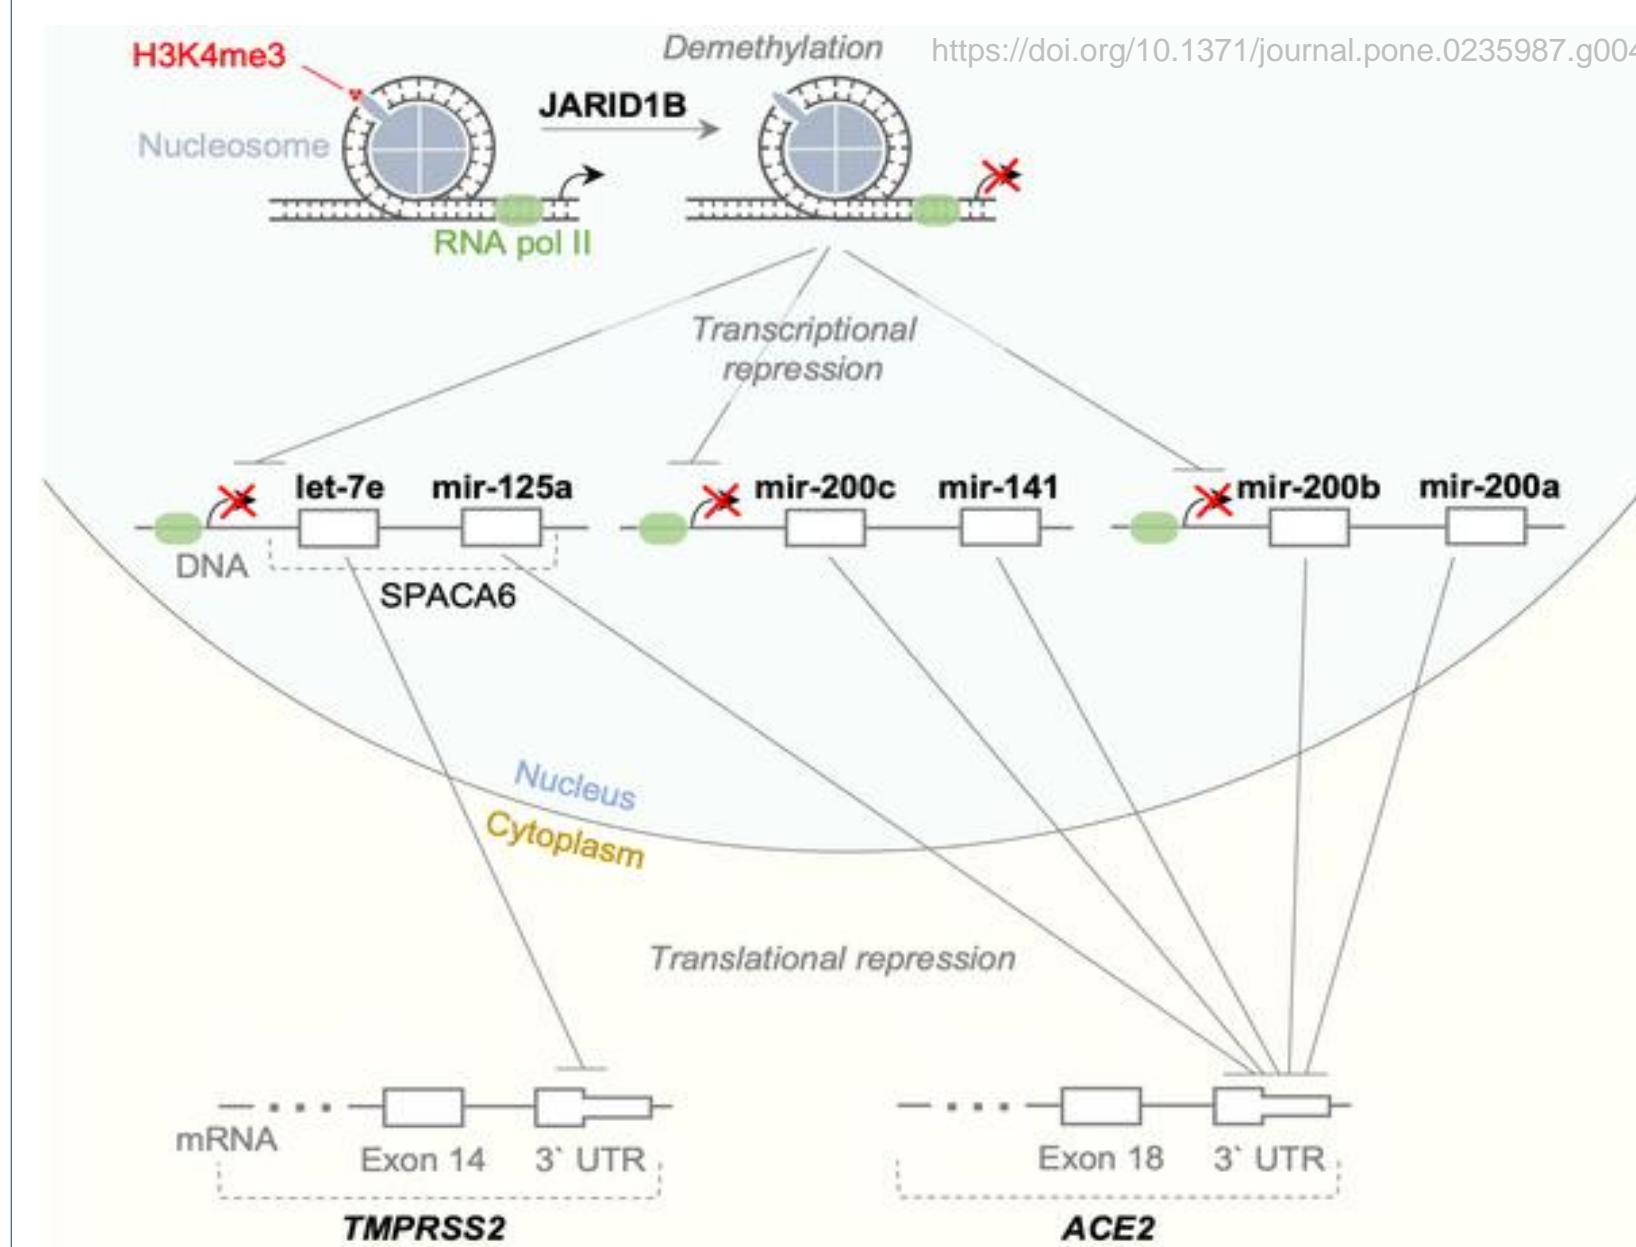 H3K4me3
Demethylation
https://doi.org/10.1371/journal.pone.0235987.g004
JARID1B
Nucleosome
RNA pol II
Transcriptional
repression
let-7e
mir-125a
mir-200c
mir-141
mir-200b
mir-200a
DNA
SPACA6
Nucleus
Cytoplasm
Translational repression
mRNA
Exon 14
3` UTR
Exon 18
3` UTR
TMPRSS2
ACE2